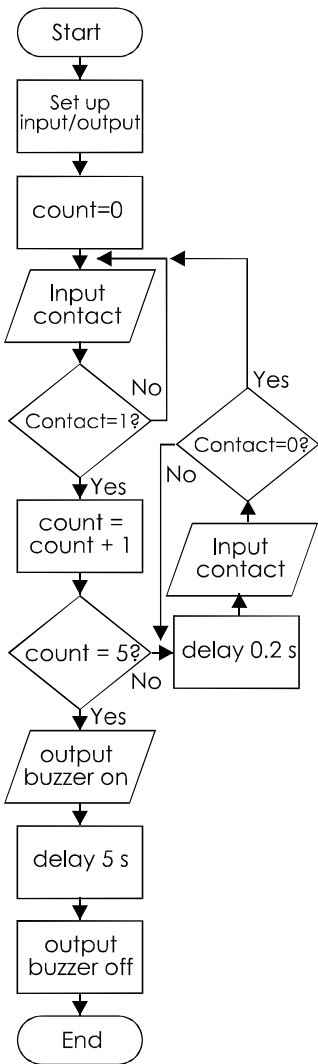 Start
Set up
input/output
count=0
Input
contact
No
Contact=1?
Yes
count =
count + 1
count = 5?
No
Yes
delay 0.2 s
Input
contact
Contact=0?
No
Yes
output
buzzer on
delay 5 s
output
buzzer off
End